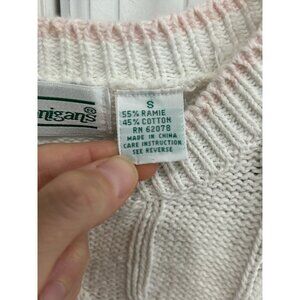 nigans®
S
55% RAMIE
45% COTTON
RN 62078
MADE IN CHINA
CARE INSTRUCTION
SEE REVERSE